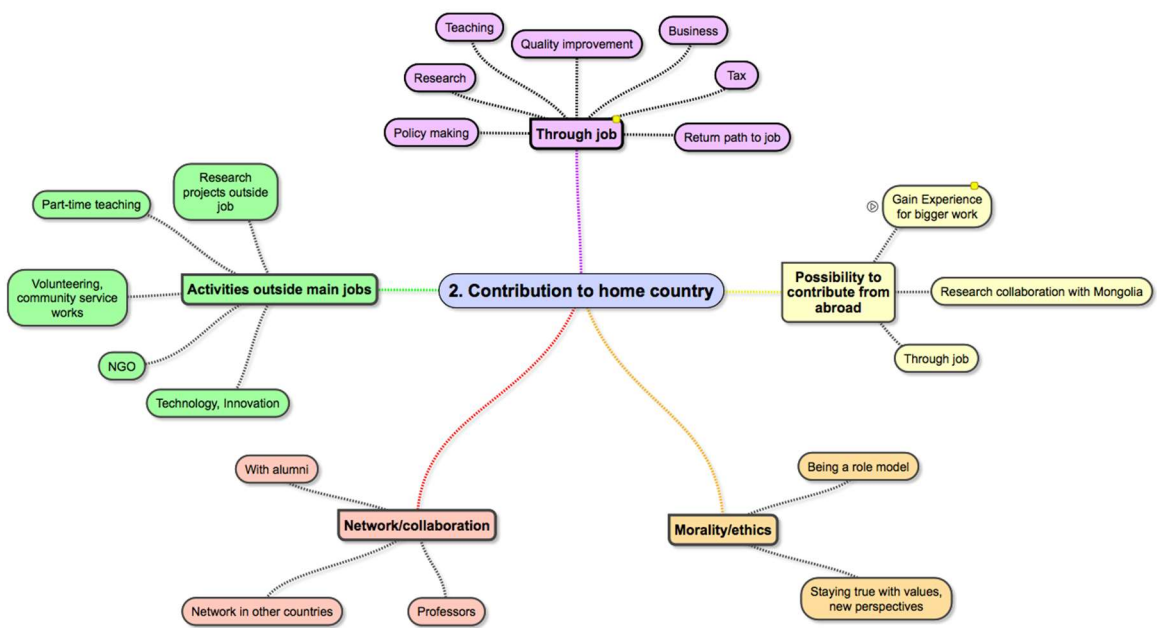 Teaching
Quality improvement
Business
Research
Tax
Policy making
Through job
Return path to job
Research
projects outside
job
Part-time teaching
Volunteering,
community service
works
Activities outside main jobs
NGO
Technology, Innovation
2. Contribution to home country
Gain Experience
for bigger work
Possibility to
contribute from
abroad
Research collaboration with Mongolia
Through job
With alumni
Network/collaboration
Network in other countries
Professors
Being a role model
Morality/ethics
Staying true with values,
new perspectives